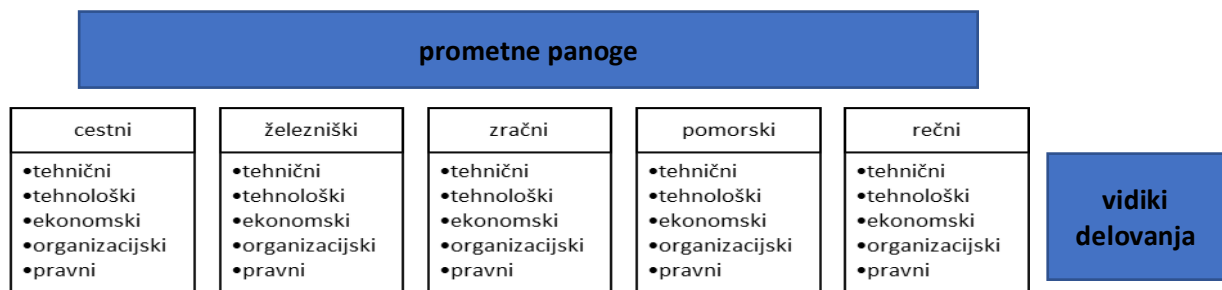 prometne panoge
cestni
•tehnični
•tehnološki
•ekonomski
•organizacijski
•pravni
železniški
•tehnični
•tehnološki
•ekonomski
•organizacijski
•pravni
zračni
•tehnični
•tehnološki
•ekonomski
•organizacijski
•pravni
pomorski
•tehnični
•tehnološki
•ekonomski
•organizacijski
•pravni
rečni
•tehnični
•tehnološki
•ekonomski
•organizacijski
•pravni
vidiki
delovanja